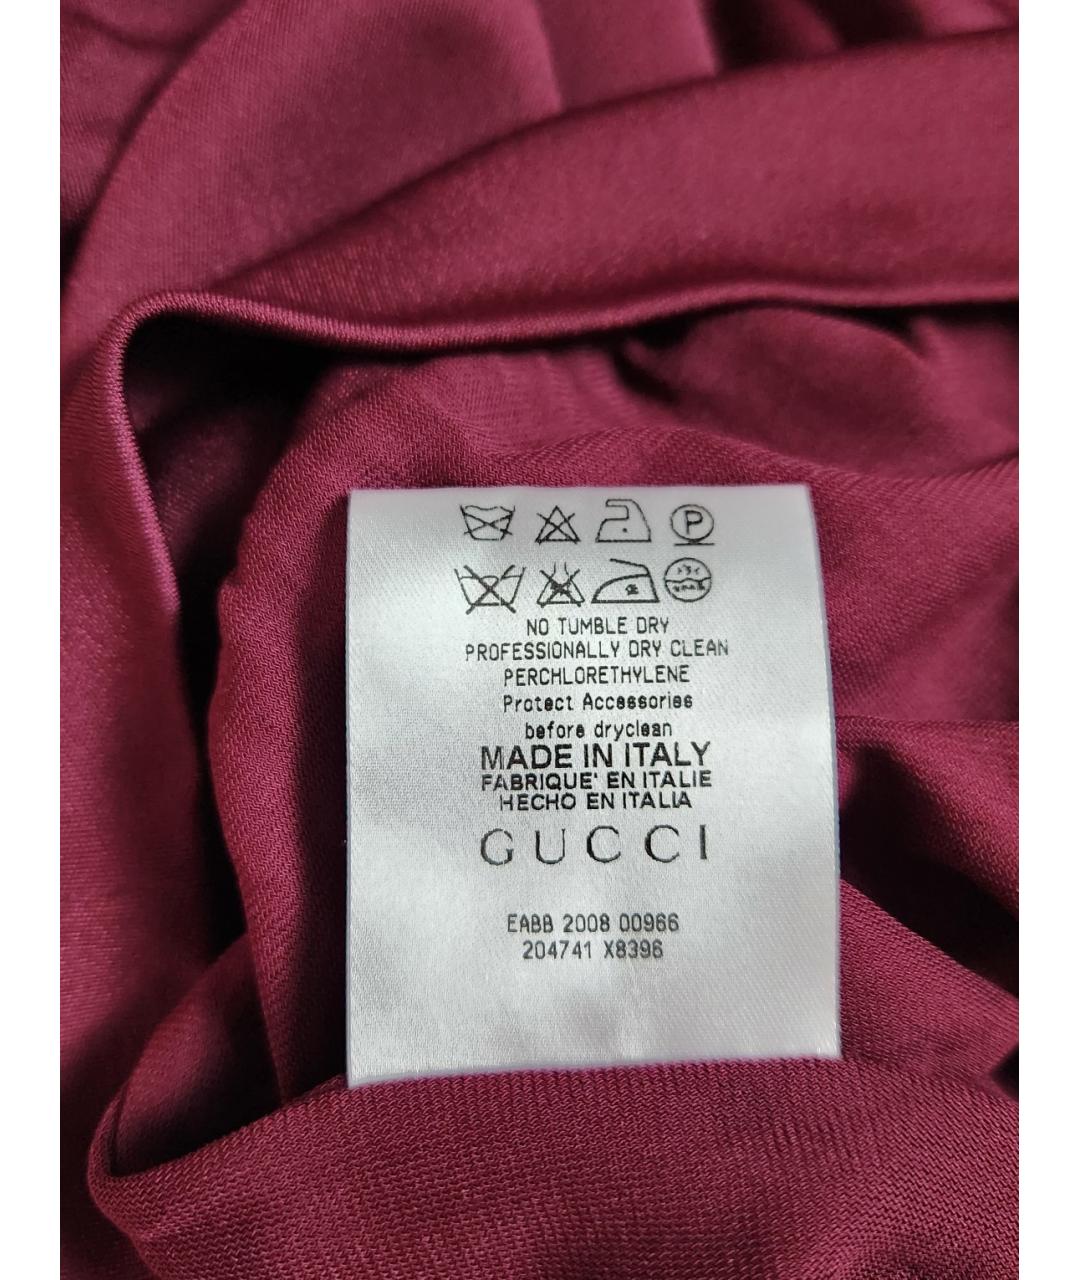 P
NO TUMBLE DRY
PROFESSIONALLY DRY CLEAN
PERCHLORETHYLENE
Protect Accessories
before dryclean
MADE IN ITALY
FABRIQUE' EN ITALIE
HECHO EN ITALIA
GUCCI
EABB 2008 00966
204741 X8396